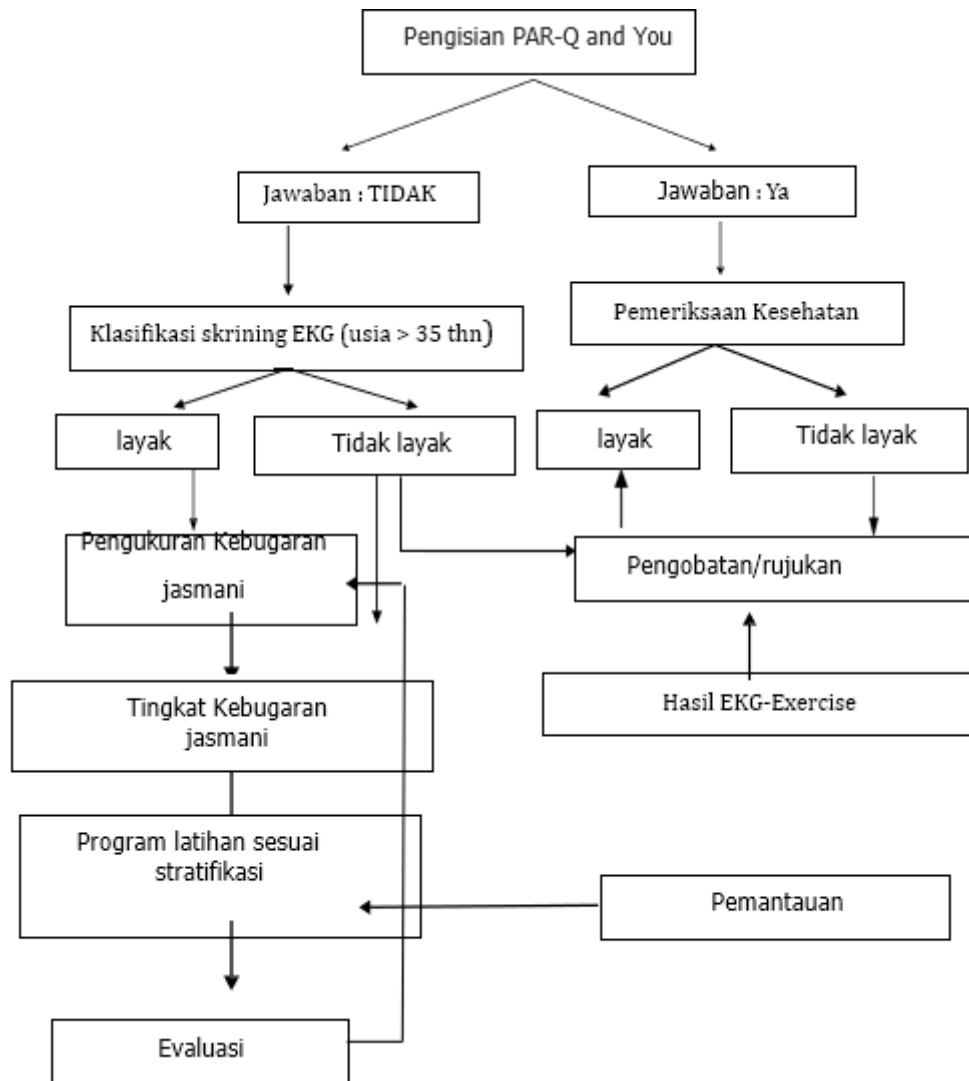 Pengisian PAR-Q and You
Jawaban : TIDAK
Jawaban : Ya
Klasifikasi skrining EKG (usia > 35 thn)
Pemeriksaan Kesehatan
layak
Tidak layak
layak
Tidak layak
Pengukuran Kebugaran
jasmani
Pengobatan/rujukan
Tingkat Kebugaran
jasmani
Hasil EKG-Exercise
Program latihan sesuai
stratifikasi
Pemantauan
Evaluasi